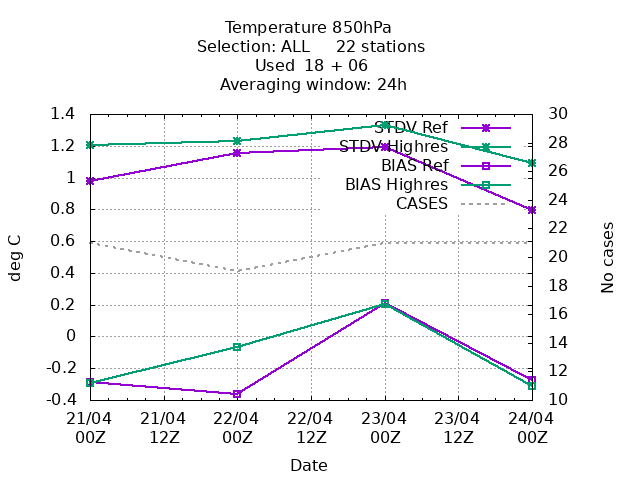 Temperature 850hPa
Selection: ALL 22 stations
Used 18 + 06
Averaging window: 24h
1.4
1.2
1
0.8
0.6
0.4
0.2
0
-0.2
-0.4
deg C
STDV Ref
STDV Highres
BIAS Ref
BIAS Highres
CASES
30
28
26
24
22
20
18
16
14
12
10
No cases
21/04 21/04 22/04 22/04 23/04 23/04 24/04
00Z 12Z 00Z 12Z 00Z 12Z 00Z
Date